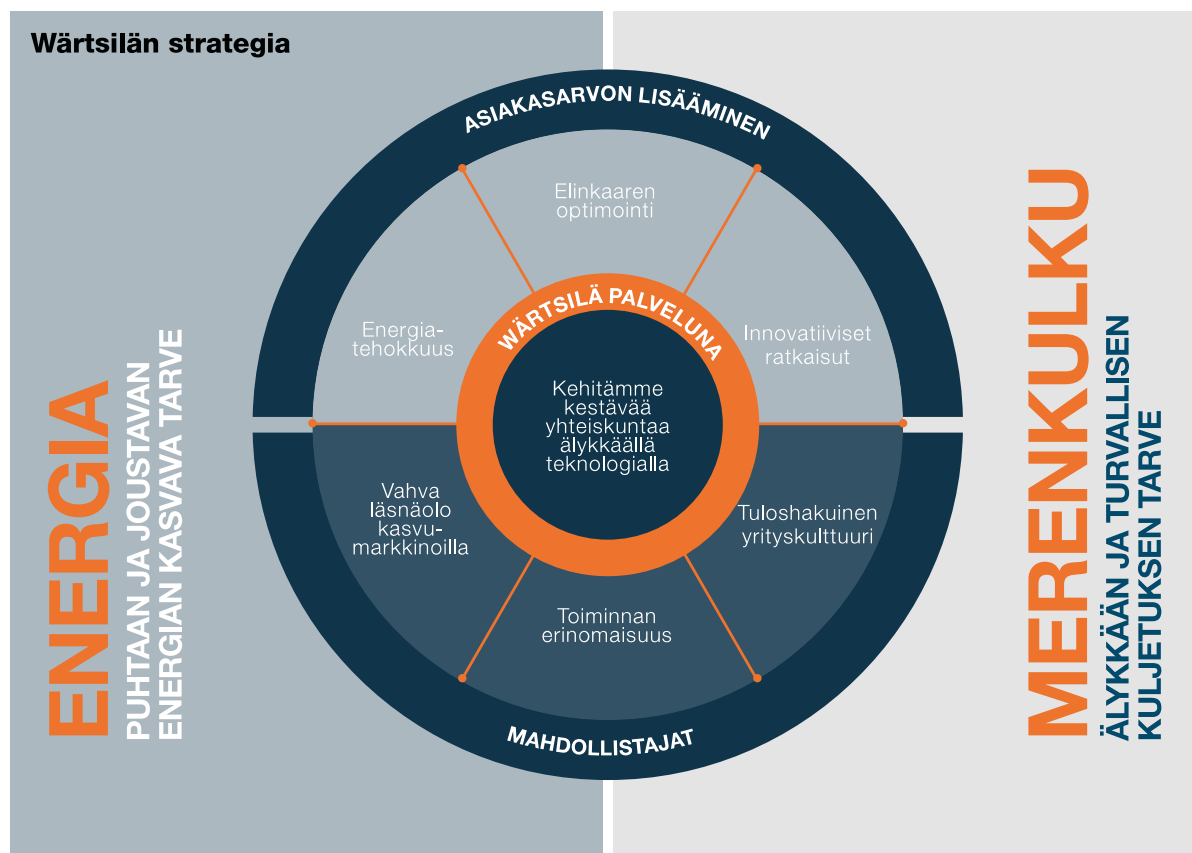 Wärtsilän strategia
ENERGIA
PUHTAAN JA JOUSTAVAN
ENERGIAN KASVAVA TARVE
ASIAKASARVON LISÄÄMINEN
Elinkaaren
optimointi
Energia-
tehokkuus
Innovatiiviset
ratkaisut
WÄRTSILÄ PALVELUNA
Kehitämme
kestävää
yhteiskuntaa
älykkäällä
teknologialla
Vahva
läsnäolo
kasvu-
markkinoilla
Toiminnan
erinomaisuus
Tuloshakuinen
yrityskulttuuri
MAHDOLLISTAJAT
MERENKULKU
ÄLYKKÄÄN JA TURVALLISEN
KULJETUKSEN TARVE